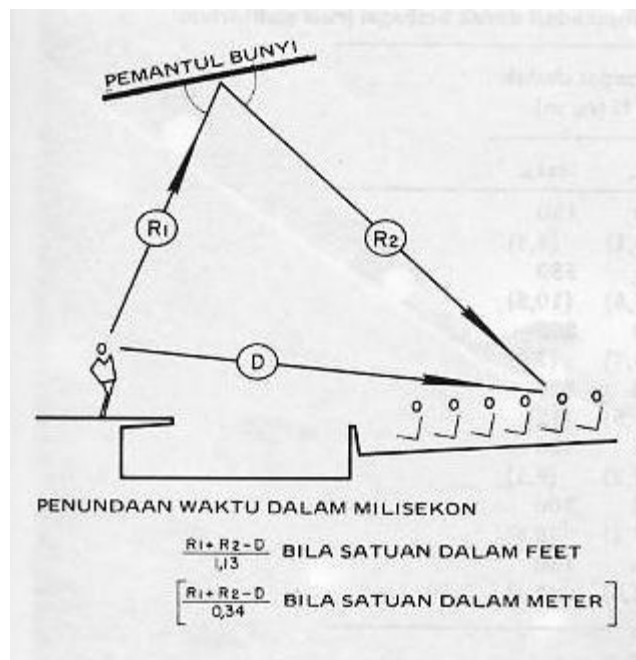 PEMANTUL BUNYI
R1
R2
D
PENUNDAAN WAKTU DALAM MILISEKON
R1+R2-D
1,13
BILA SATUAN DALAM FEET
[R1+R2-D
0,34
BILA SATUAN DALAM METER]